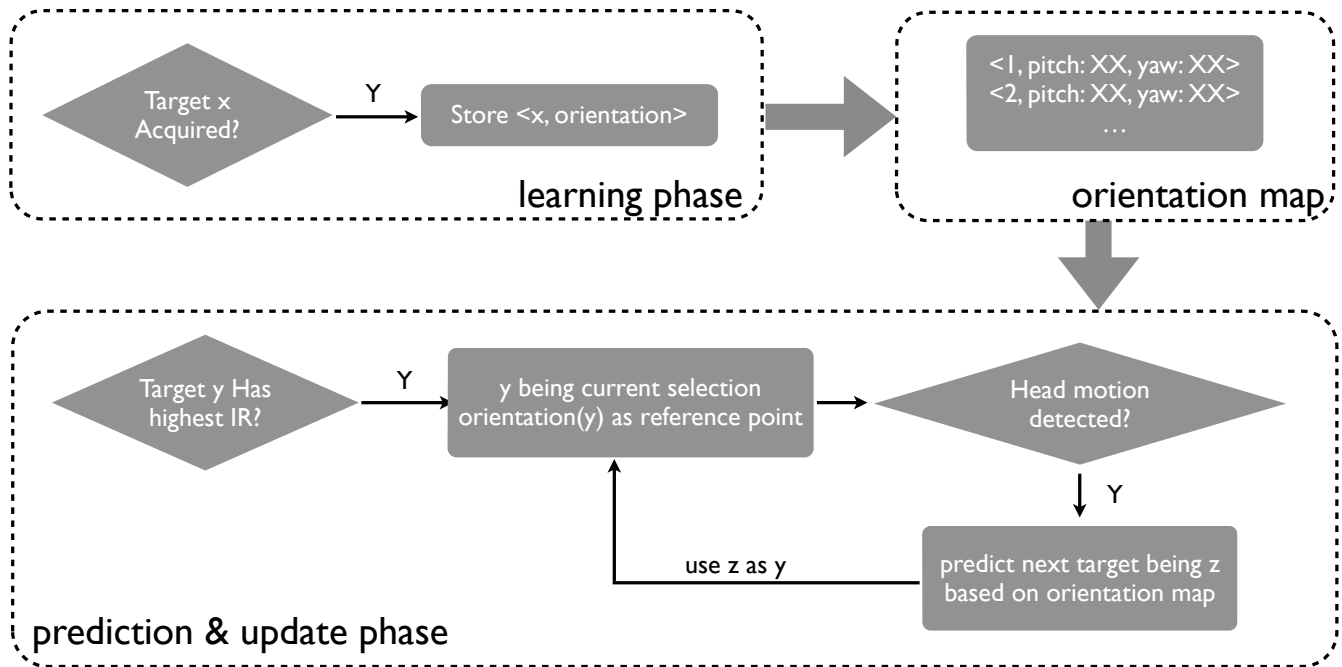 Target x
Acquired?
Y
Store <x, orientation>
learning phase
<1, pitch: XX, yaw: XX>
<2, pitch: XX, yaw: XX>
...
orientation map
Target y Has
highest IR?
Y
y being current selection
orientation(y) as reference point
Head motion
detected?
Y
predict next target being z
based on orientation map
use z as y
prediction & update phase